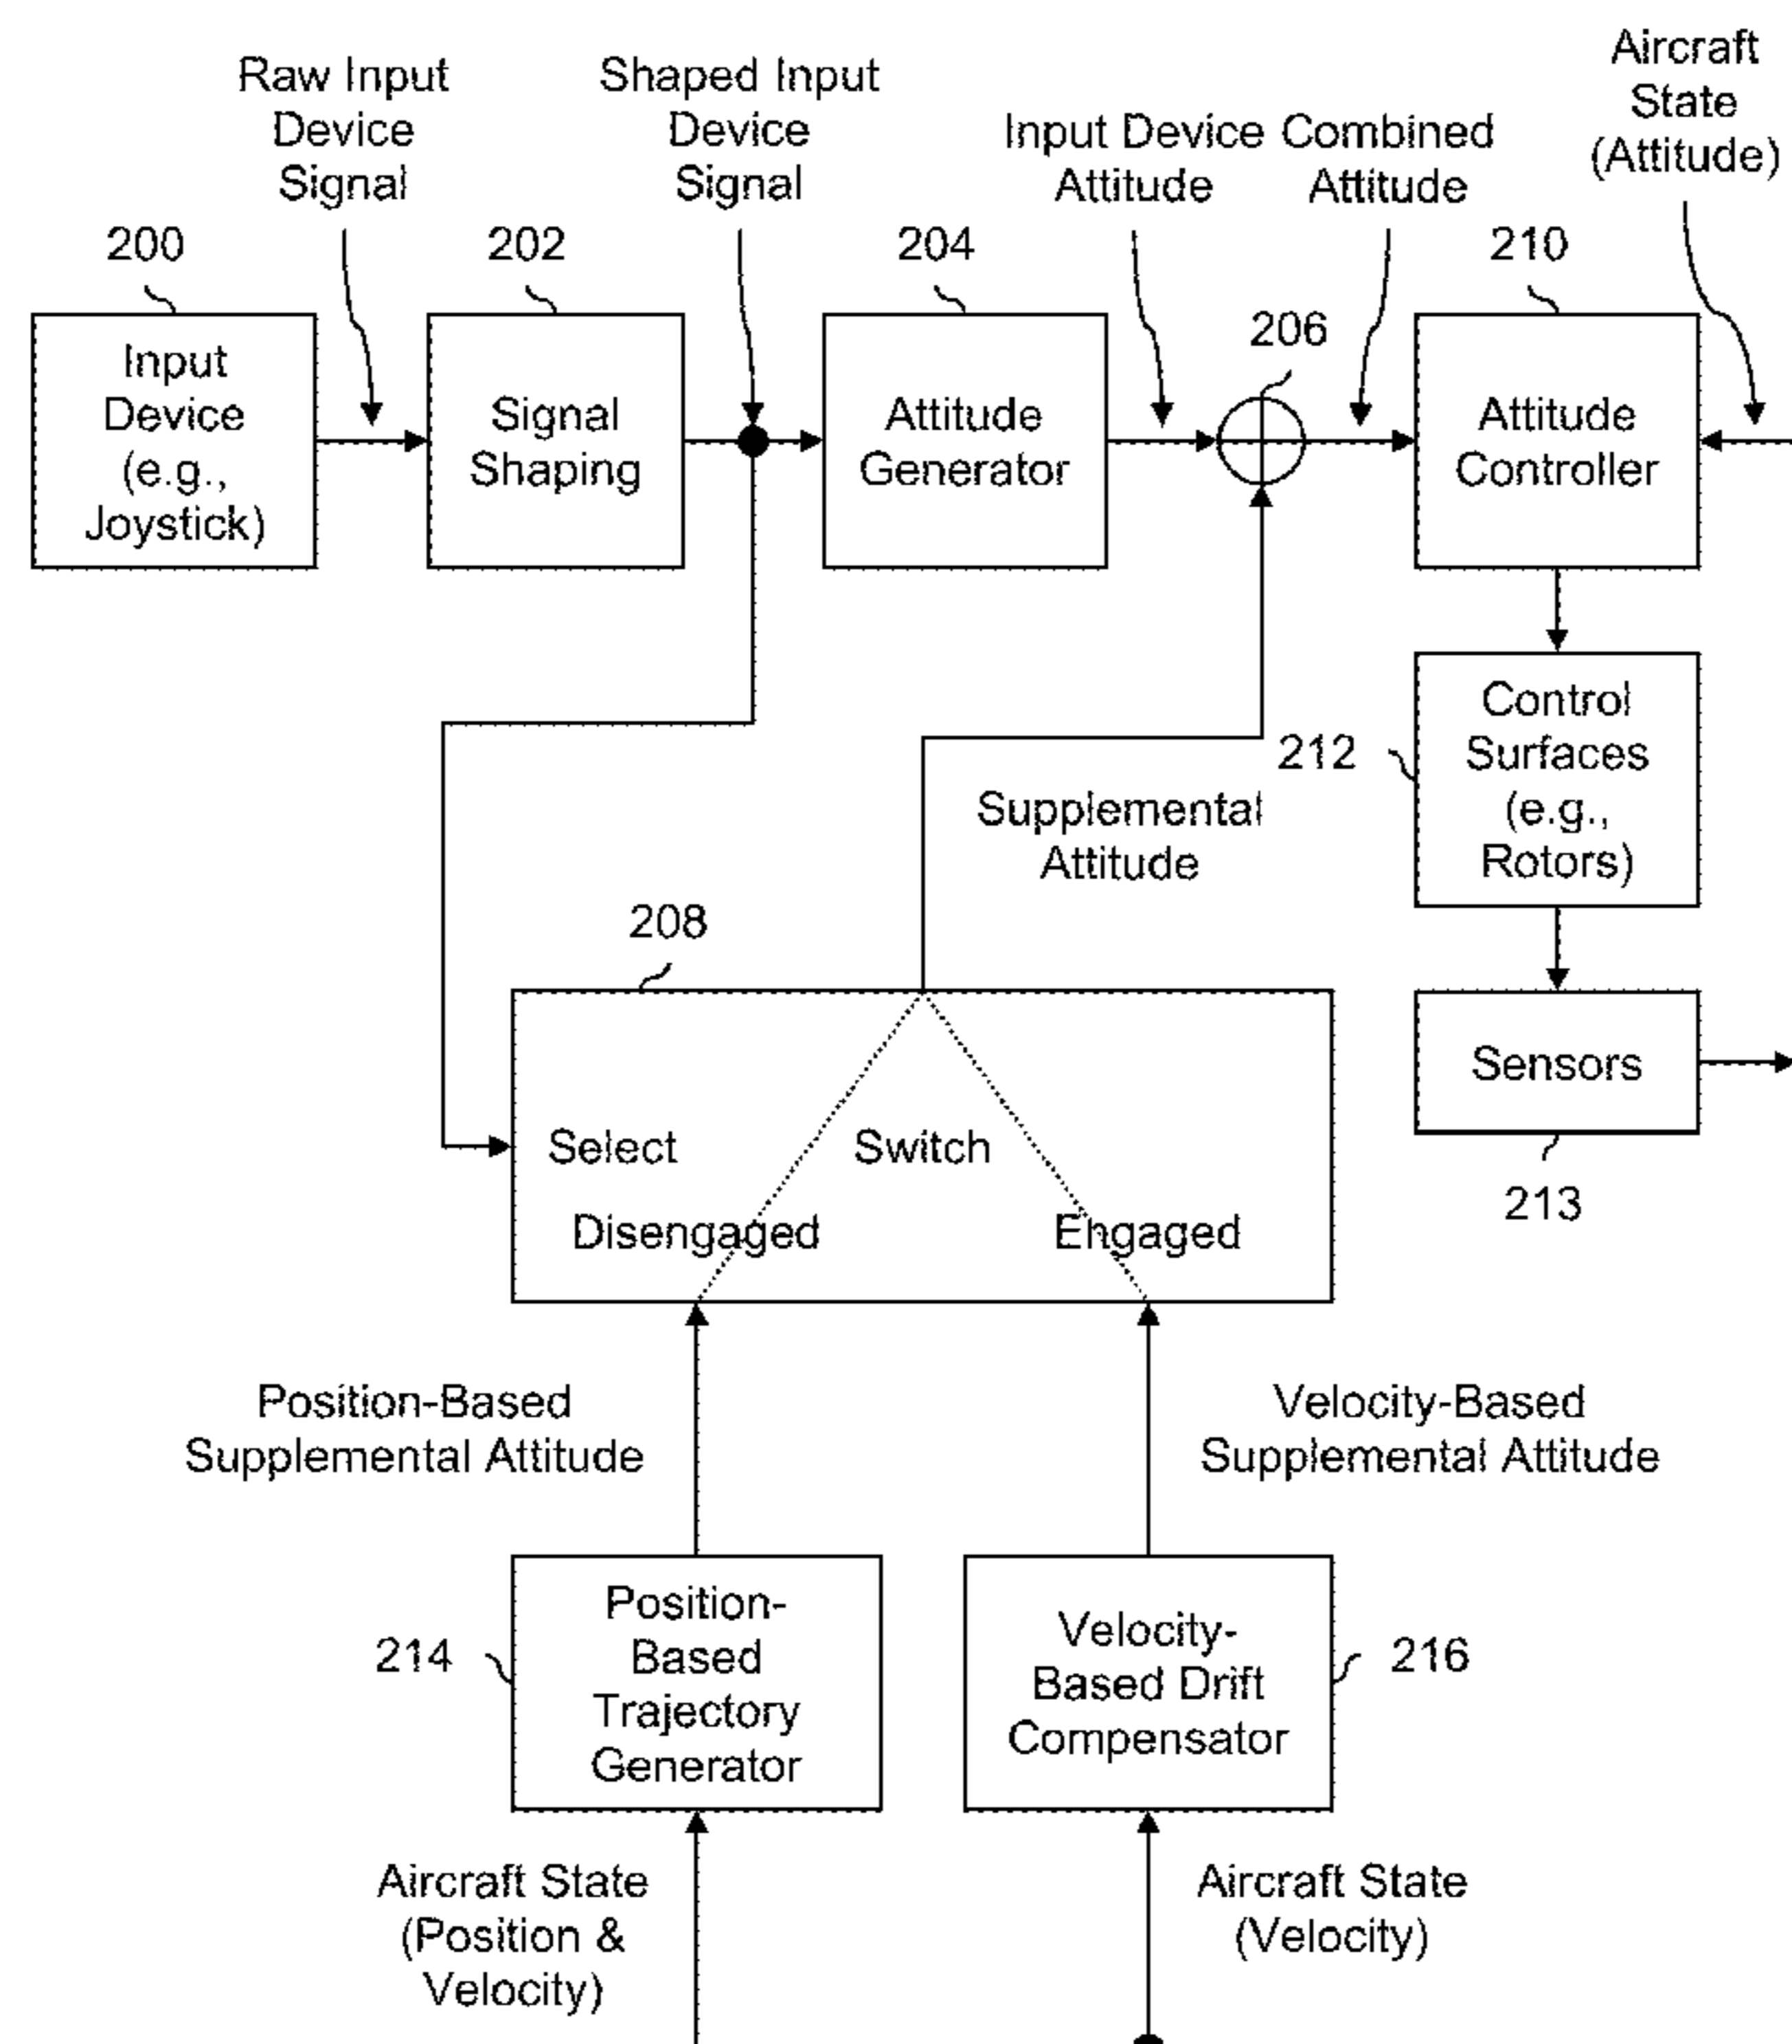 Raw Input
Device
Signal
Shaped Input
Device
Signal
Input Device
Attitude
Combined
Attitude
Aircraft
State
(Attitude)
200
202
204
206
210
Input
Device
(e.g.,
Joystick)
Signal
Shaping
Attitude
Generator
Attitude
Controller
212
Control
Surfaces
(e.g.,
Rotors)
Supplemental
Attitude
208
Select
Switch
Disengaged
Engaged
Sensors
213
Position-Based
Supplemental Attitude
Velocity-Based
Supplemental Attitude
214
Position-
Based
Trajectory
Generator
Velocity-
Based Drift
Compensator
216
Aircraft State
(Position &
Velocity)
Aircraft State
(Velocity)